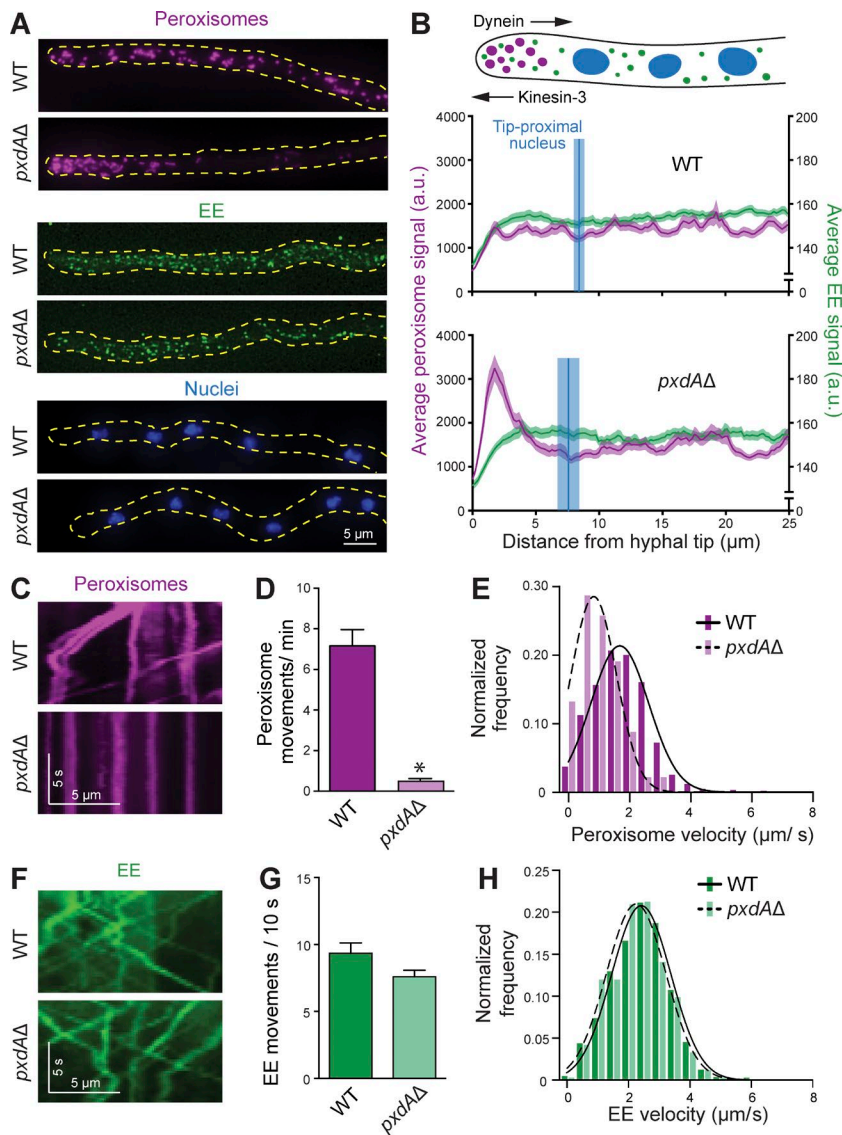 A
Peroxisomes
WT
pxdAΔ
EE
WT
pxdAΔ
Nuclei
WT
pxdAΔ
5 µm
B
Dynein
Kinesin-3
Tip-proximal
nucleus
WT
4000
3000
2000
1000
0
200
180
160
140
0
pxdAΔ
4000
3000
2000
1000
0
200
180
160
140
0
Average peroxisome signal (a.u.)
Average EE
signal (a.u.)
0 5 10 15 20 25
Distance from hyphal tip (µm)
C
Peroxisomes
WT
pxdAΔ
5 s
5 µm
D
Peroxisome
movements/ min
10
8
6
4
2
0
*
WT
pxdAΔ
E
Normalized
frequency
0.30
0.20
0.10
0
WT
pxdAΔ
0 2 4 6 8
Peroxisome velocity (µm/ s)
F
EE
WT
pxdAΔ
5 s
5 µm
G
EE movements / 10 s
15
10
5
0
WT
pxdAΔ
H
Normalized
frequency
0.25
0.20
0.15
0.10
0.05
0
WT
pxdAΔ
0 2 4 6 8
EE velocity (µm/s)